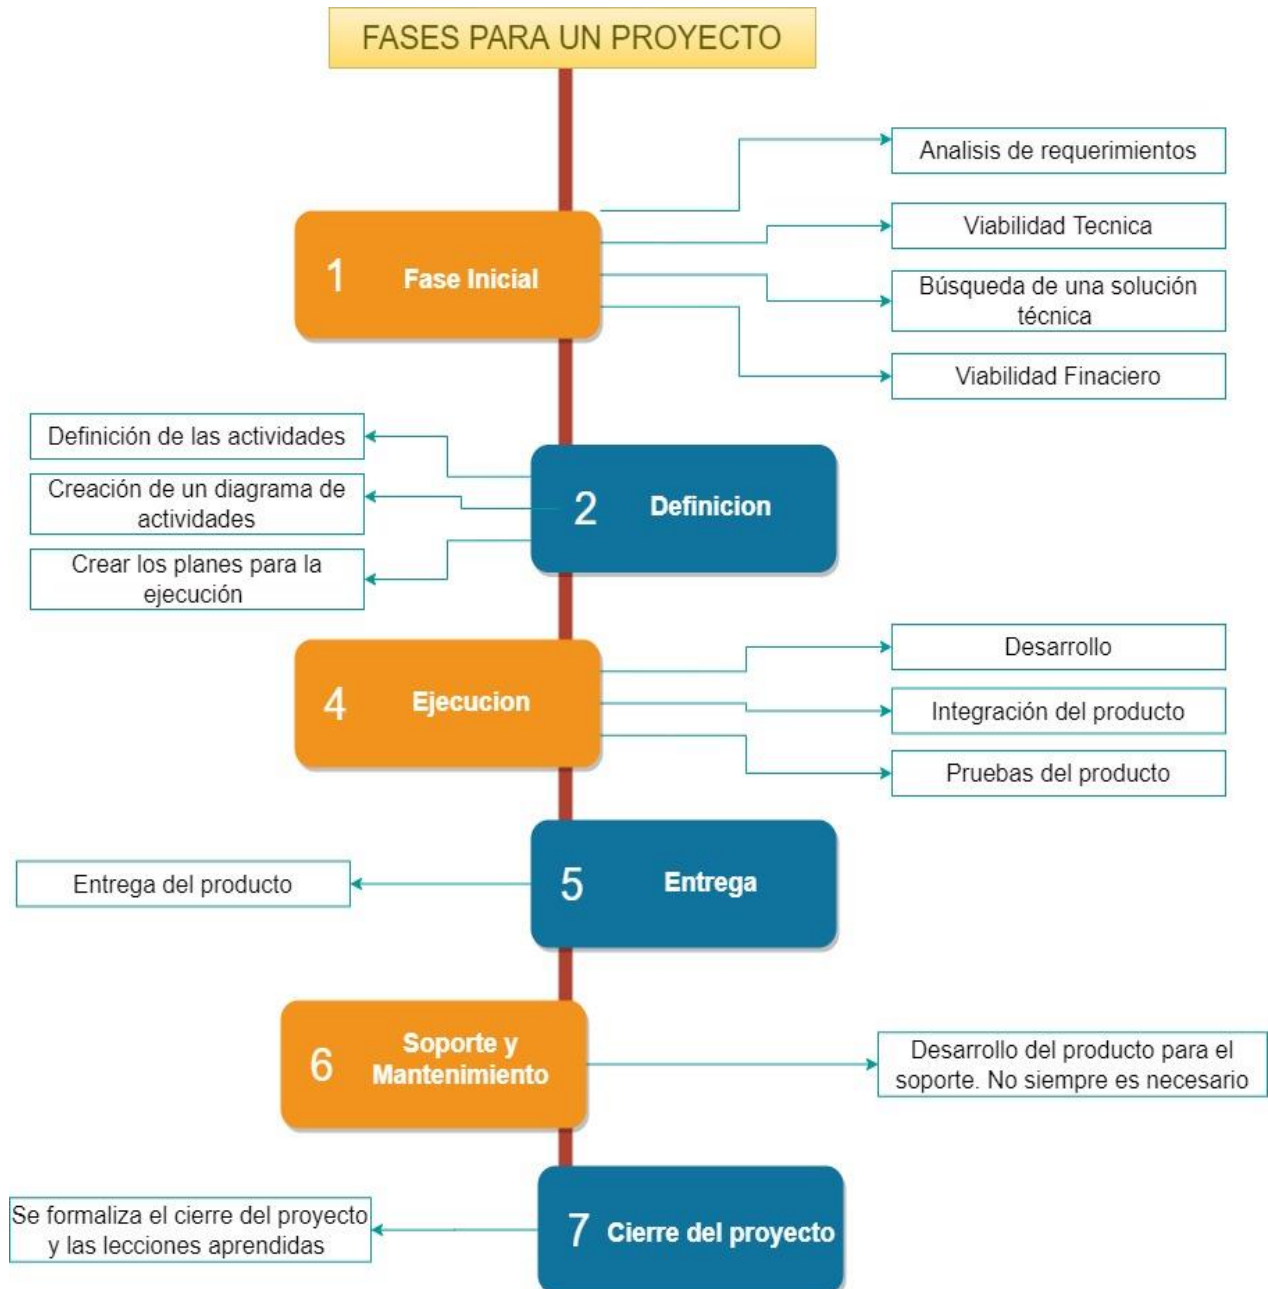 FASES PARA UN PROYECTO
1
Fase Inicial
Analisis de requerimientos
Viabilidad Tecnica
Búsqueda de una solución
técnica
Viabilidad Finaciero
2
Definicion
Definición de las actividades
Creación de un diagrama de
actividades
Crear los planes para la
ejecución
4
Ejecucion
Desarrollo
Integración del producto
Pruebas del producto
5
Entrega
Entrega del producto
6
Soporte y
Mantenimiento
Desarrollo del producto para el
soporte. No siempre es necesario
7
Cierre del proyecto
Se formaliza el cierre del proyecto
y las lecciones aprendidas